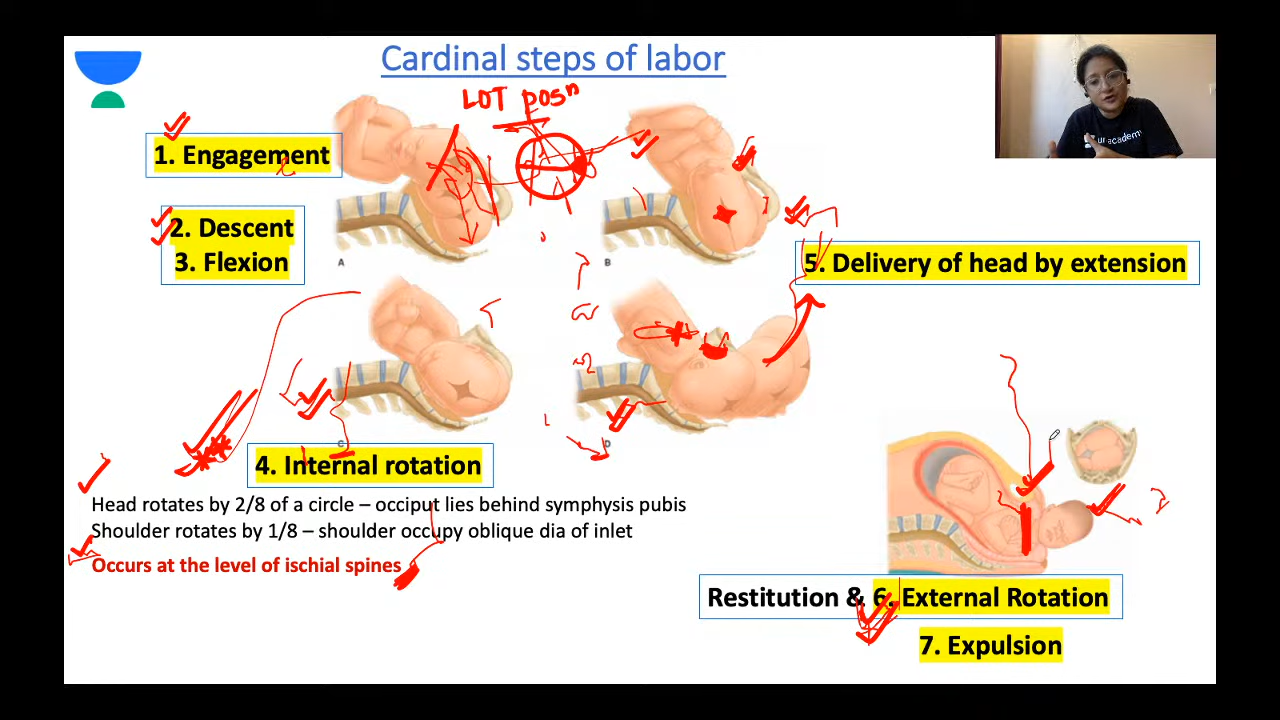 Cardinal steps of labor
LOT posn
1. Engagement
2. Descent
3. Flexion
A
B
5. Delivery of head by extension
C
D
4. Internal rotation
Head rotates by 2/8 of a circle – occiput lies behind symphysis pubis
Shoulder rotates by 1/8 – shoulder occupy oblique dia of inlet
Occurs at the level of ischial spines
Restitution & 6. External Rotation
7. Expulsion